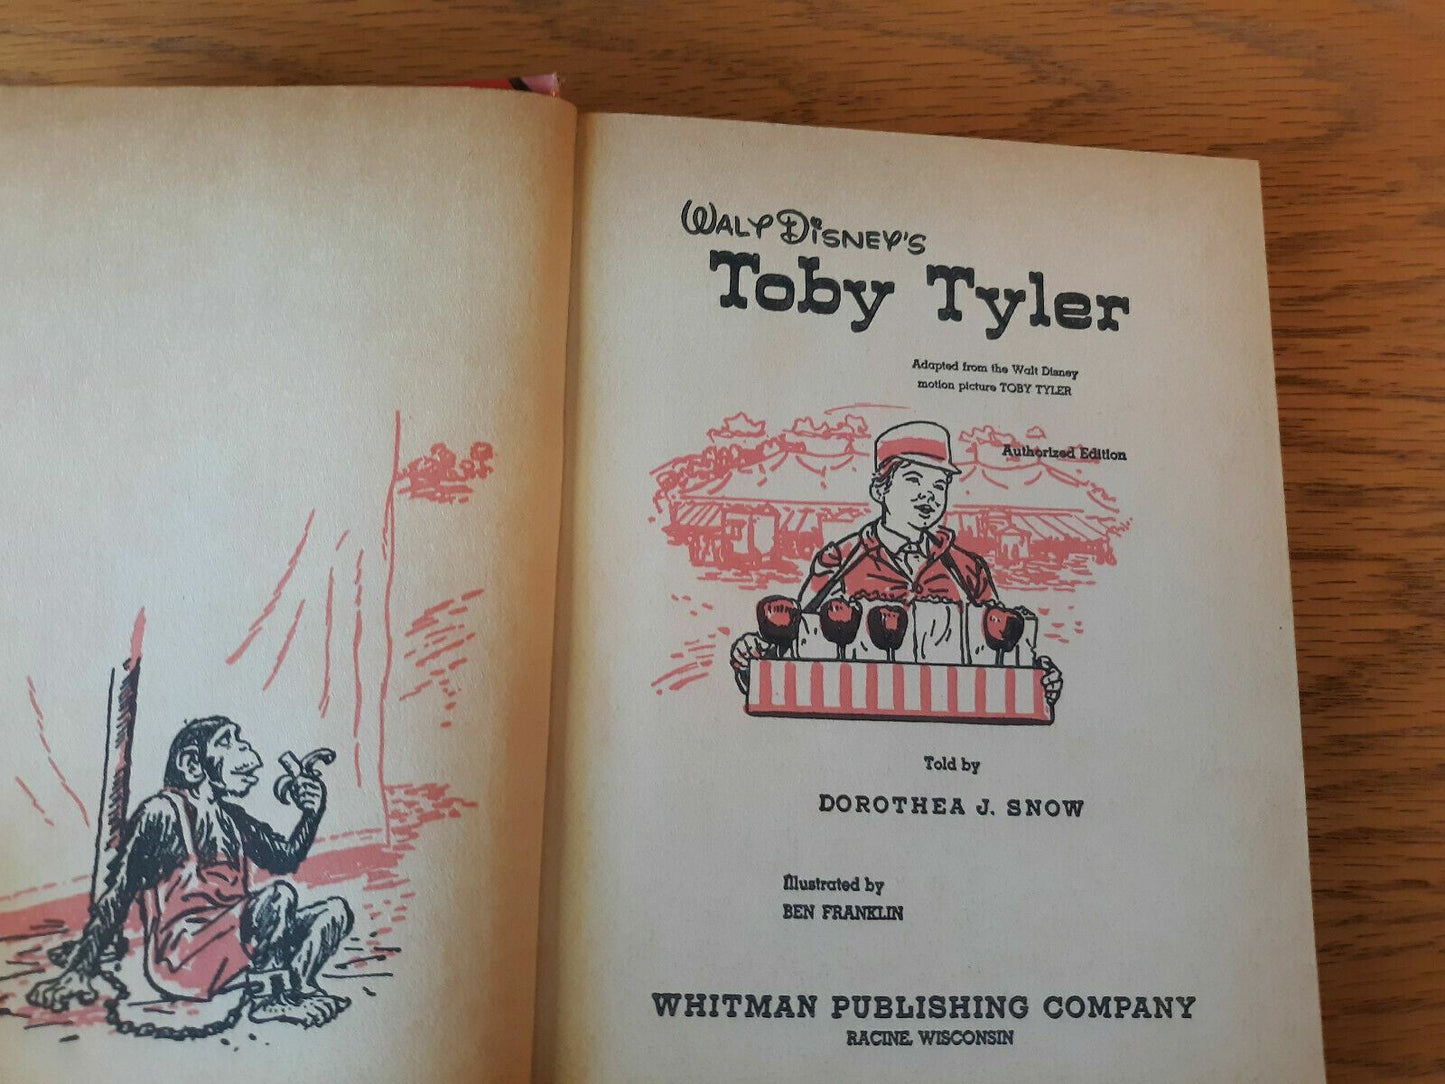 WALT DISNEY'S
Toby Tyler
Adapted from the Walt Disney
motion picture TOBY TYLER
Authorized Edition
Told by
DOROTHEA J. SNOW
Illustrated by
BEN FRANKLIN
WHITMAN PUBLISHING COMPANY
RACINE, WISCONSIN